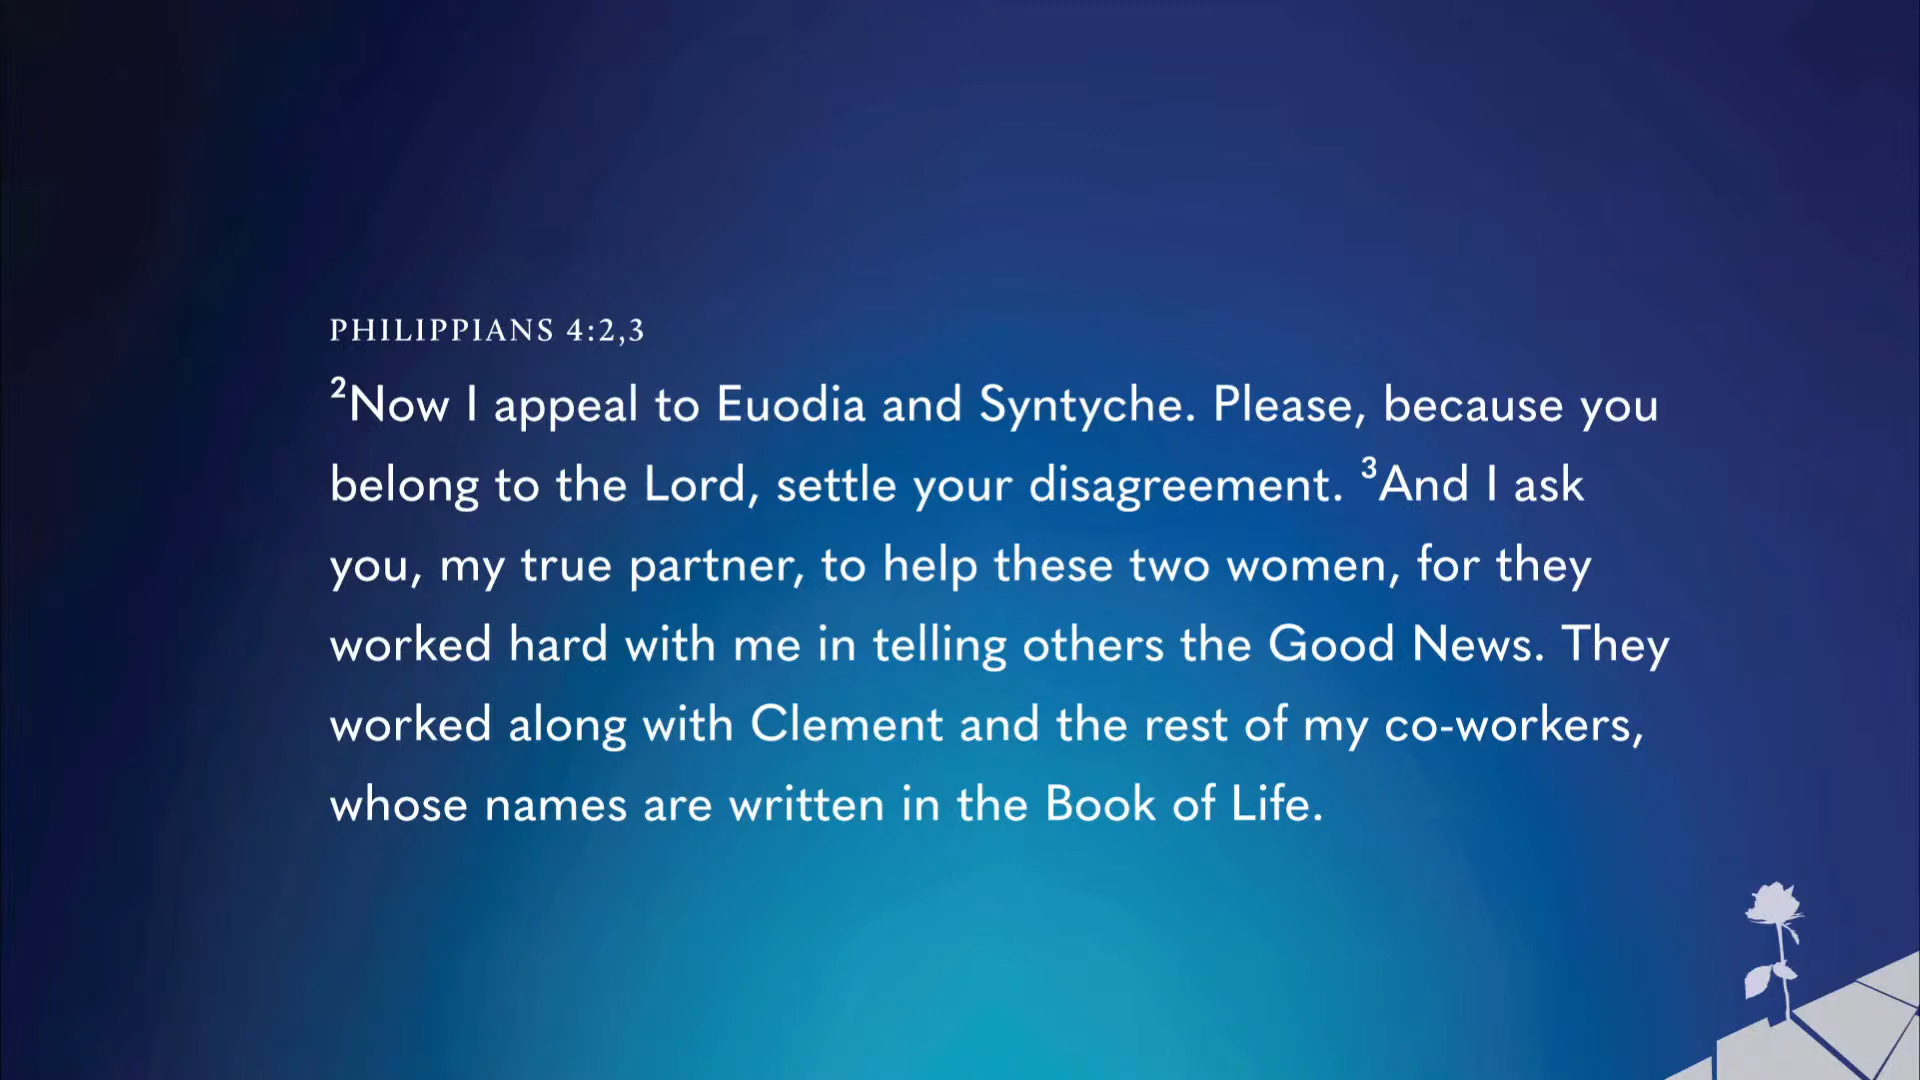 PHILIPPIANS 4:2,3
²Now I appeal to Euodia and Syntyche. Please, because you
belong to the Lord, settle your disagreement. ³And I ask
you, my true partner, to help these two women, for they
worked hard with me in telling others the Good News. They
worked along with Clement and the rest of my co-workers,
whose names are written in the Book of Life.